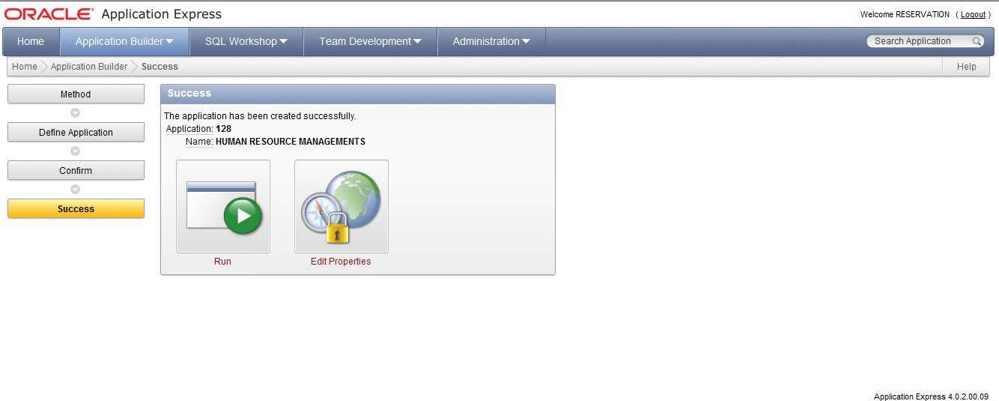 ORACLE® Application Express
Welcome RESERVATION ( Logout )
Home Application Builder SQL Workshop Team Development Administration Search Application
Home Application Builder Success Help
Method
Define Application
Confirm
Success
Success
The application has been created successfully.
Application: 128
Name: HUMAN RESOURCE MANAGEMENTS
Run Edit Properties
Application Express 4.0.2.00.09